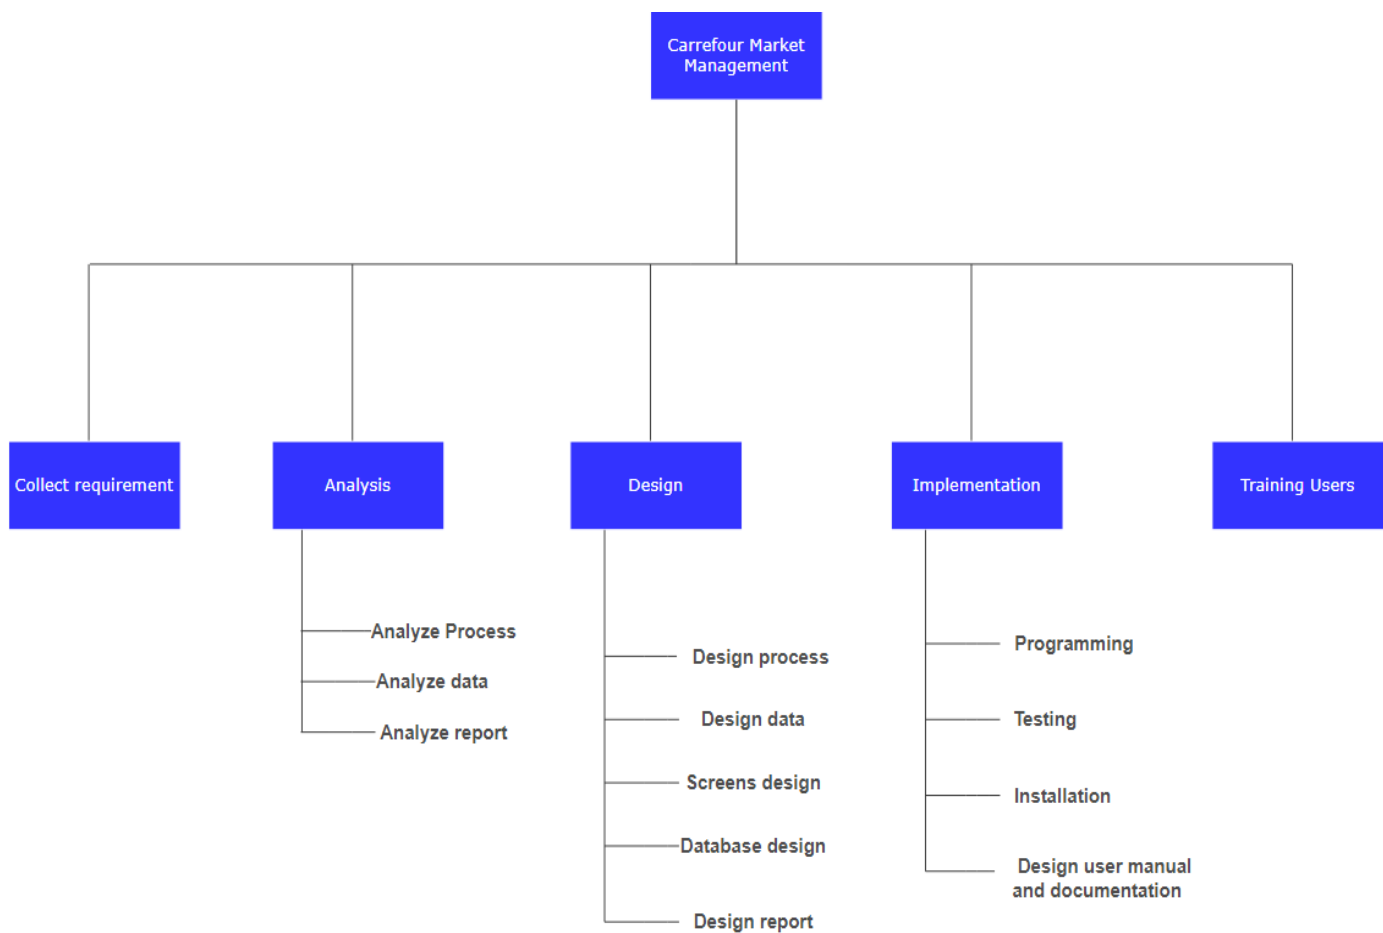 Carrefour Market
Management
Collect requirement
Analysis
Design
Implementation
Training Users
Analyze Process
Analyze data
Analyze report
Design process
Design data
Screens design
Database design
Design report
Programming
Testing
Installation
Design user manual
and documentation